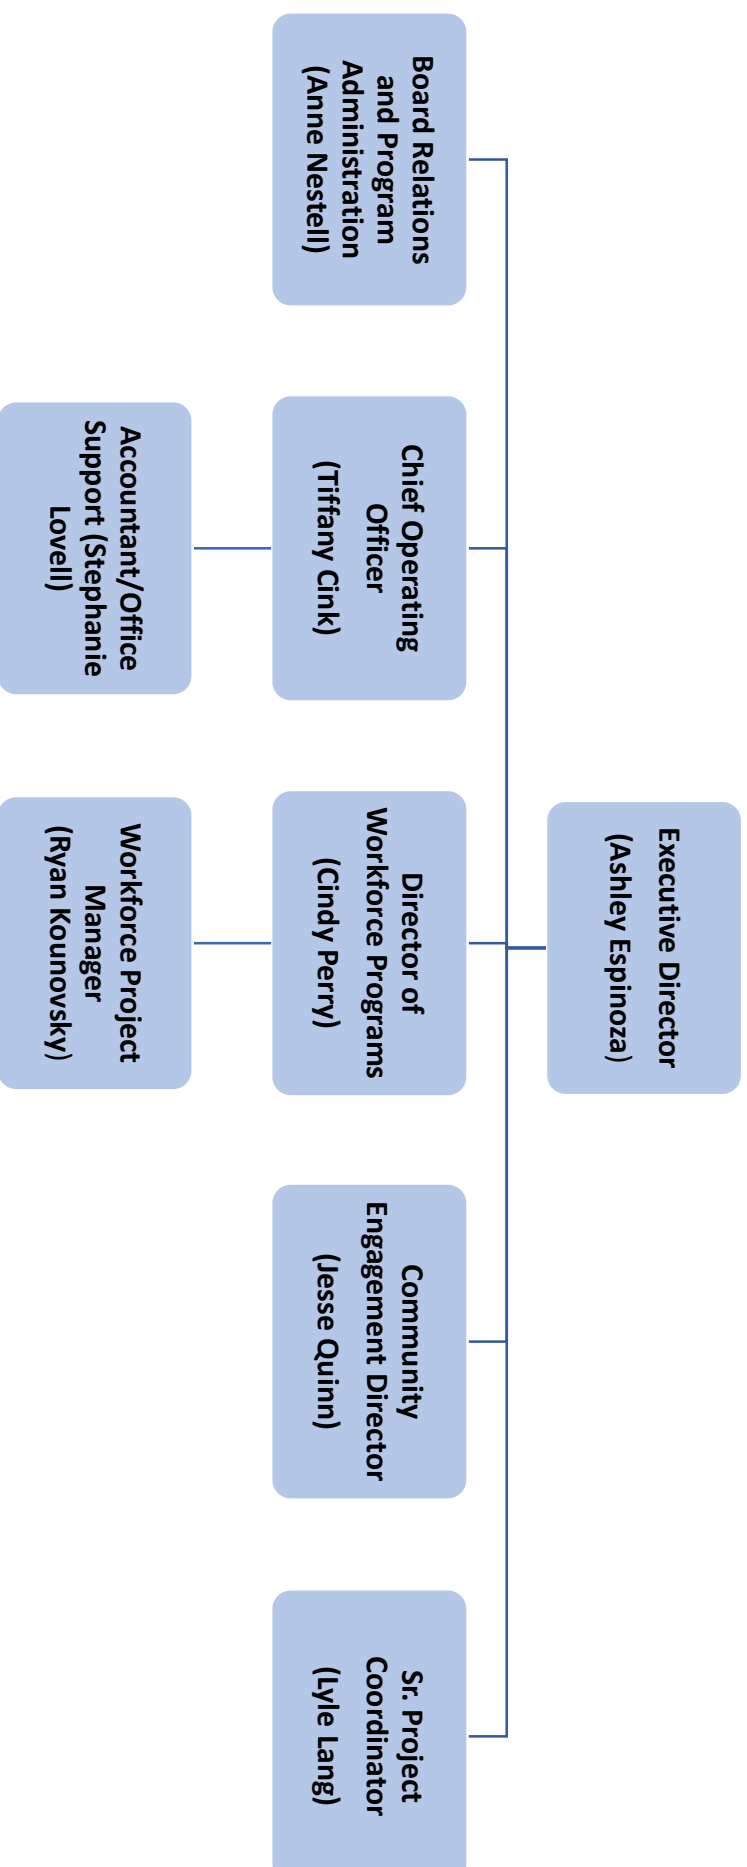 Executive Director
(Ashley Espinoza)
Board Relations
and Program
Administration
(Anne Nestell)
Chief Operating
Officer
(Tiffany Cink)
Director of
Workforce Programs
(Cindy Perry)
Community
Engagement Director
(Jesse Quinn)
Sr. Project
Coordinator
(Lyle Lang)
Accountant/Office
Support (Stephanie
Lovell)
Workforce Project
Manager
(Ryan Kounovsky)